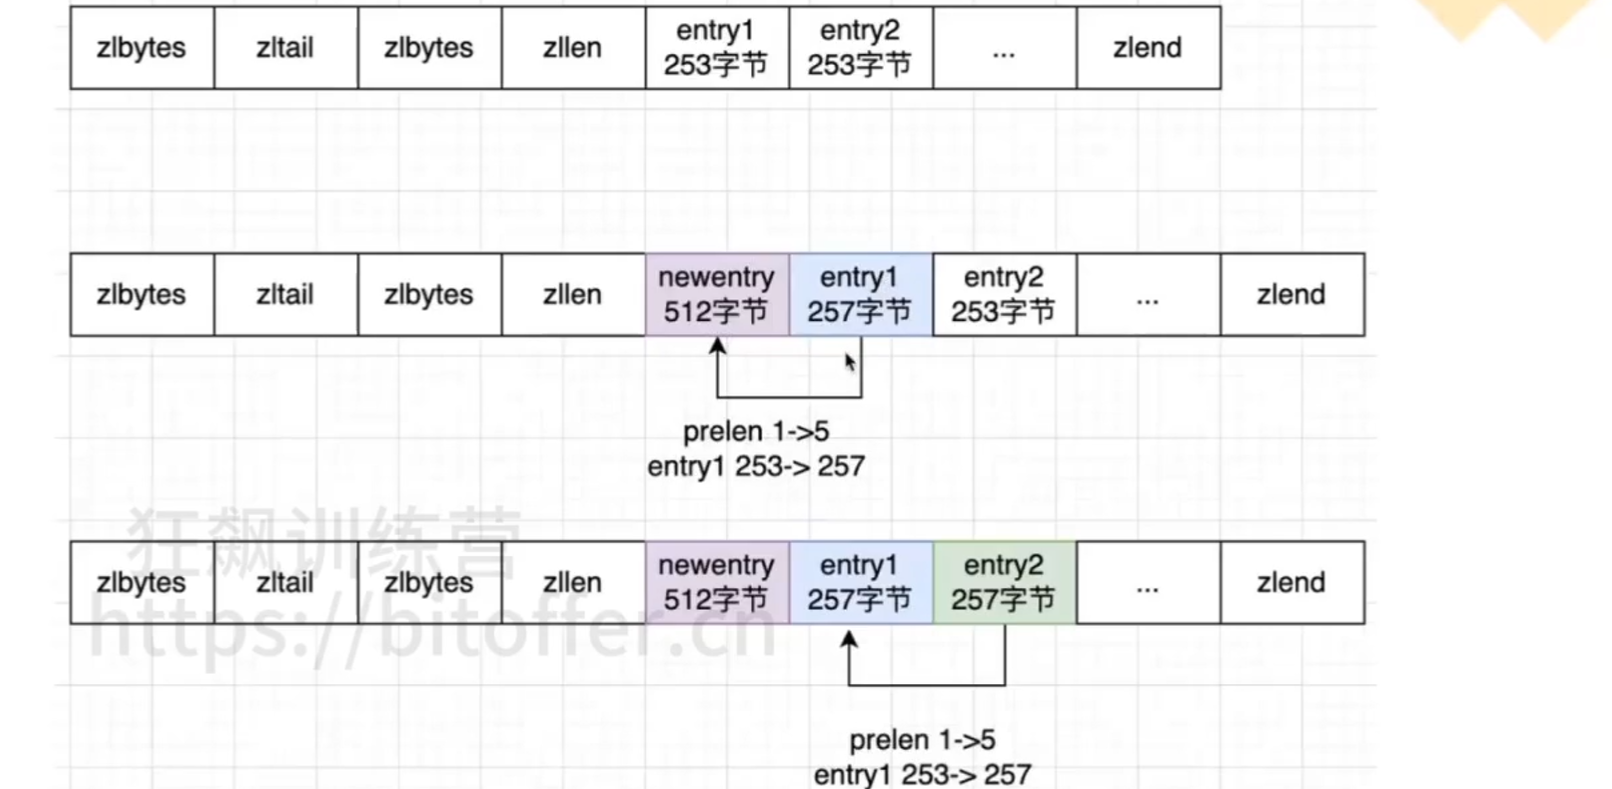 zlbytes zltail zlbytes zllen entry1 entry2 ... zlend
253字节 253字节
zlbytes zltail zlbytes zllen newentry entry1 entry2 ... zlend
512字节 257字节 253字节
prelen 1->5
entry1 253-> 257
狂飙训练营
zlbytes zltail zlbytes zllen newentry entry1 entry2 ... zlend
512字节 257字节 257字节
https://bitoffer.cn
prelen 1->5
entry1 253-> 257